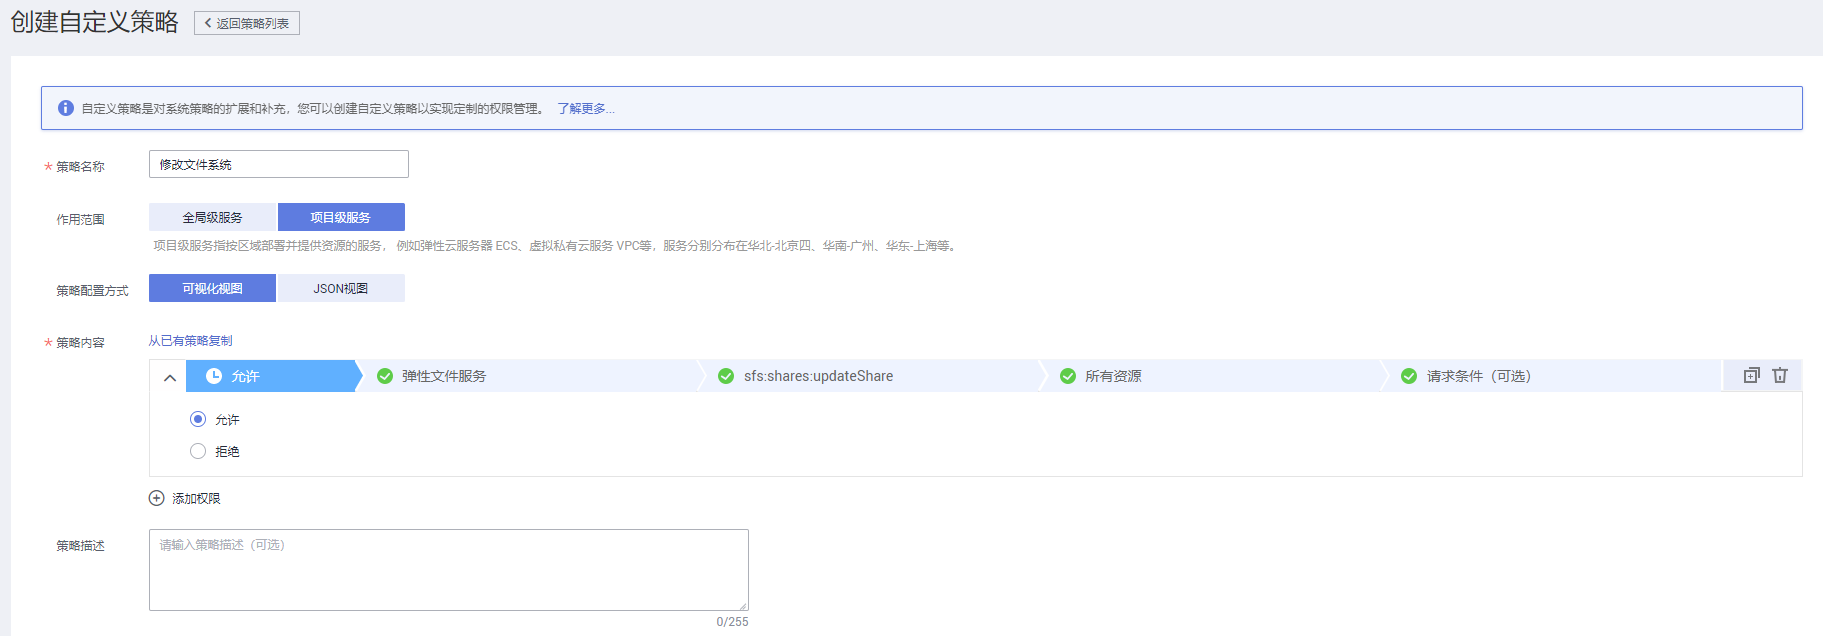 创建自定义策略
返回策略列表
自定义策略是对系统策略的扩展和补充，您可以创建自定义策略以实现定制的权限管理。 了解更多...
* 策略名称
修改文件系统
作用范围
全局级服务
项目级服务
项目级服务指按区域部署并提供资源的服务， 例如弹性云服务器 ECS、虚拟私有云服务 VPC等，服务分别分布在华北-北京四、华南-广州、华东-上海等。
策略配置方式
可视化视图
JSON视图
* 策略内容
从已有策略复制
允许
弹性文件服务
sfs:shares:updateShare
所有资源
请求条件（可选）
允许
拒绝
添加权限
策略描述
请输入策略描述（可选）
0/255